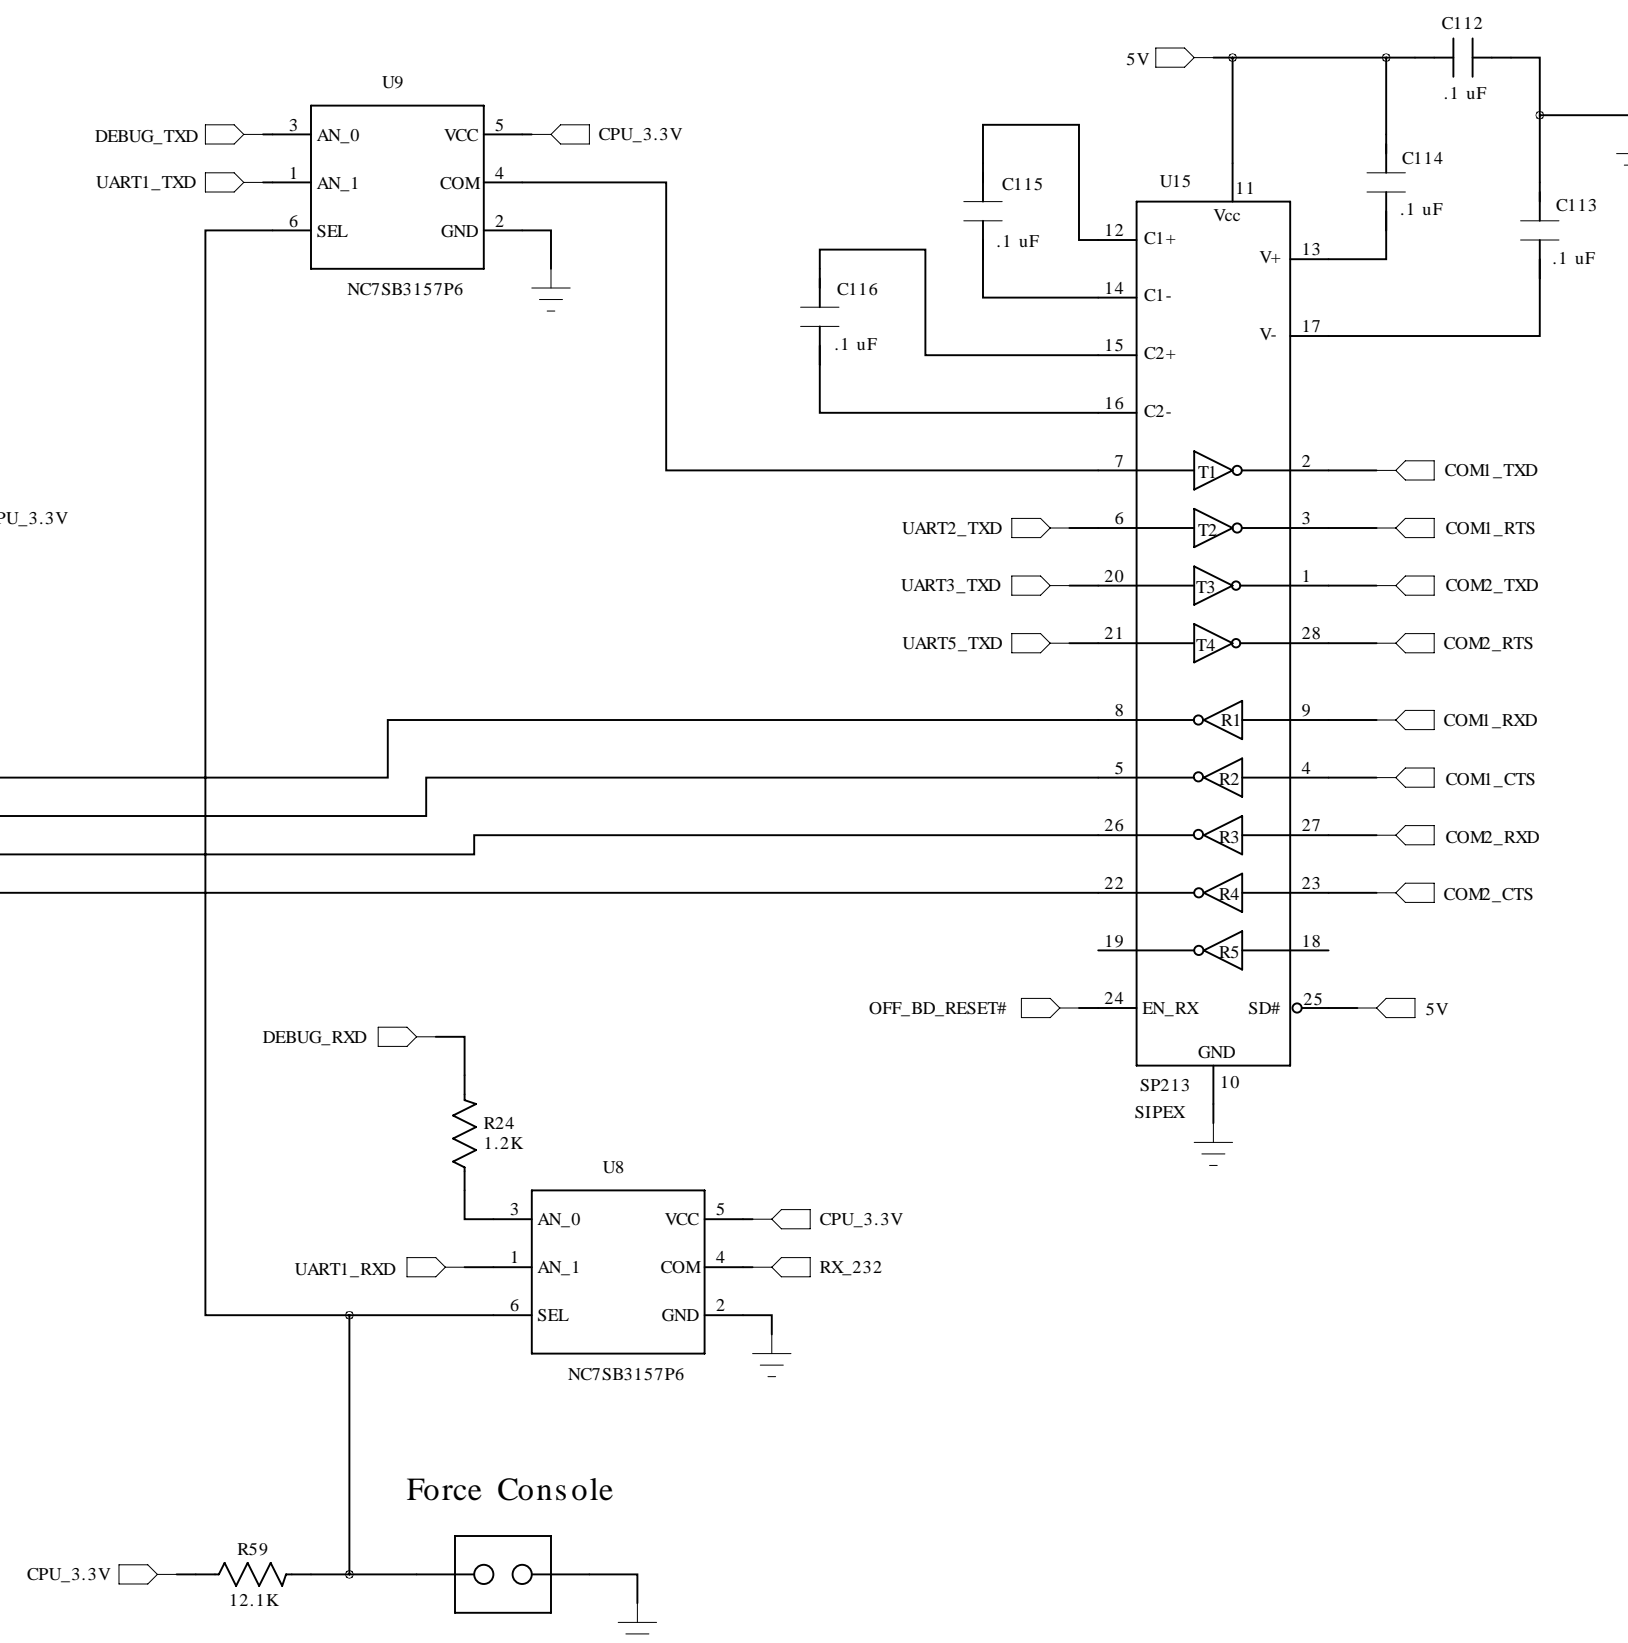 C112
5V
.1 uF
U9
DEBUG_TXD
3
AN_0
VCC
5
CPU_3.3V
UART1_TXD
1
AN_1
COM
4
6
SEL
GND
2
NC7SB3157P6
C115
.1 uF
C116
.1 uF
C114
.1 uF
C113
.1 uF
U15
11
Vcc
12
C1+
V+
13
14
C1-
V-
17
15
C2+
16
C2-
7
T1
2
COM1_TXD
PU_3.3V
UART2_TXD
6
T2
3
COM1_RTS
UART3_TXD
20
T3
1
COM2_TXD
UART5_TXD
21
T4
28
COM2_RTS
8
R1
9
COM1_RXD
5
R2
4
COM1_CTS
26
R3
27
COM2_RXD
22
R4
23
COM2_CTS
19
R5
18
OFF_BD_RESET#
24
EN_RX
SD#
25
5V
GND
10
SP213
SIPEX
DEBUG_RXD
R24
1.2K
U8
3
AN_0
VCC
5
CPU_3.3V
UART1_RXD
1
AN_1
COM
4
RX_232
6
SEL
GND
2
NC7SB3157P6
Force Console
CPU_3.3V
R59
12.1K